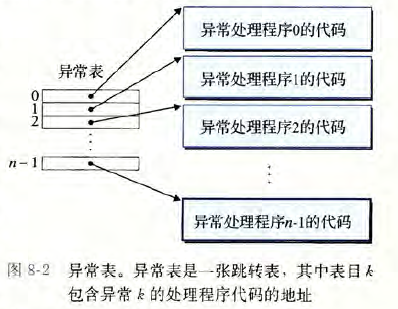 异常处理程序0的代码
异常表
异常处理程序1的代码
0
1
2
异常处理程序2的代码
n-1
异常处理程序n-1的代码
图 8-2 异常表。异常表是一张跳转表，其中表目 k
包含异常 k 的处理程序代码的地址